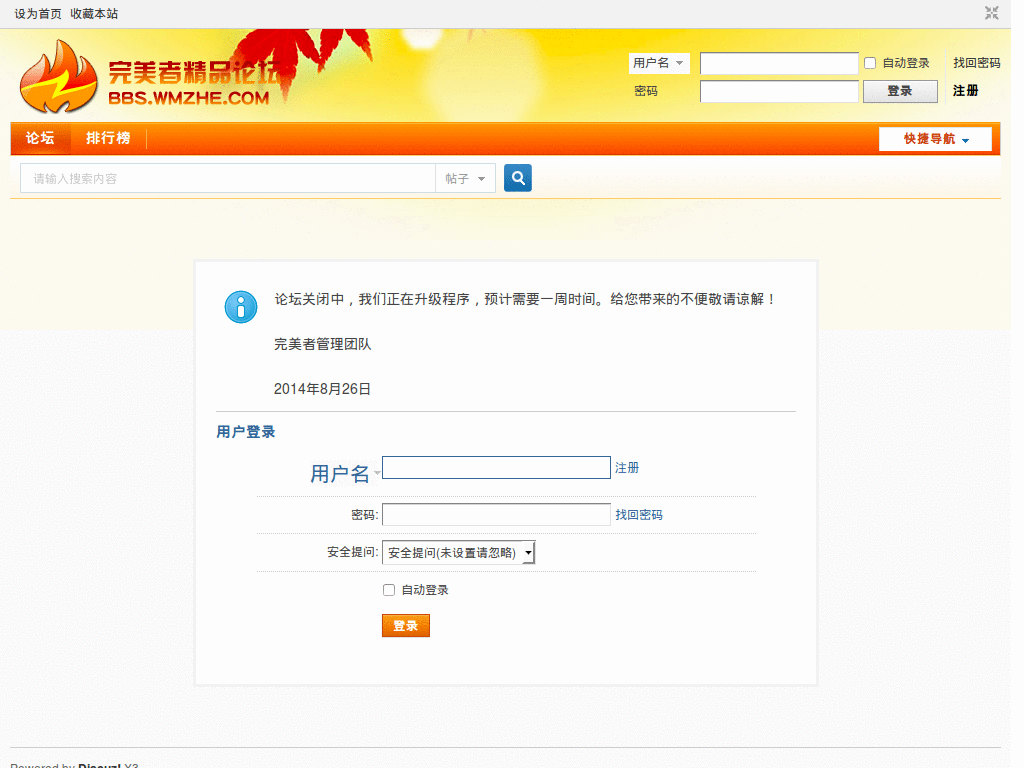 设为首页 收藏本站
完美者精品论坛
BBS.WMZHE.COM
用户名 自动登录 找回密码
密码 登录 注册
论坛 排行榜 快捷导航
请输入搜索内容 帖子
论坛关闭中，我们正在升级程序，预计需要一周时间。给您带来的不便敬请谅解！
完美者管理团队
2014年8月26日
用户登录
用户名 注册
密码: 找回密码
安全提问: 安全提问(未设置请忽略)
自动登录
登录
Powered by Discuz! X3